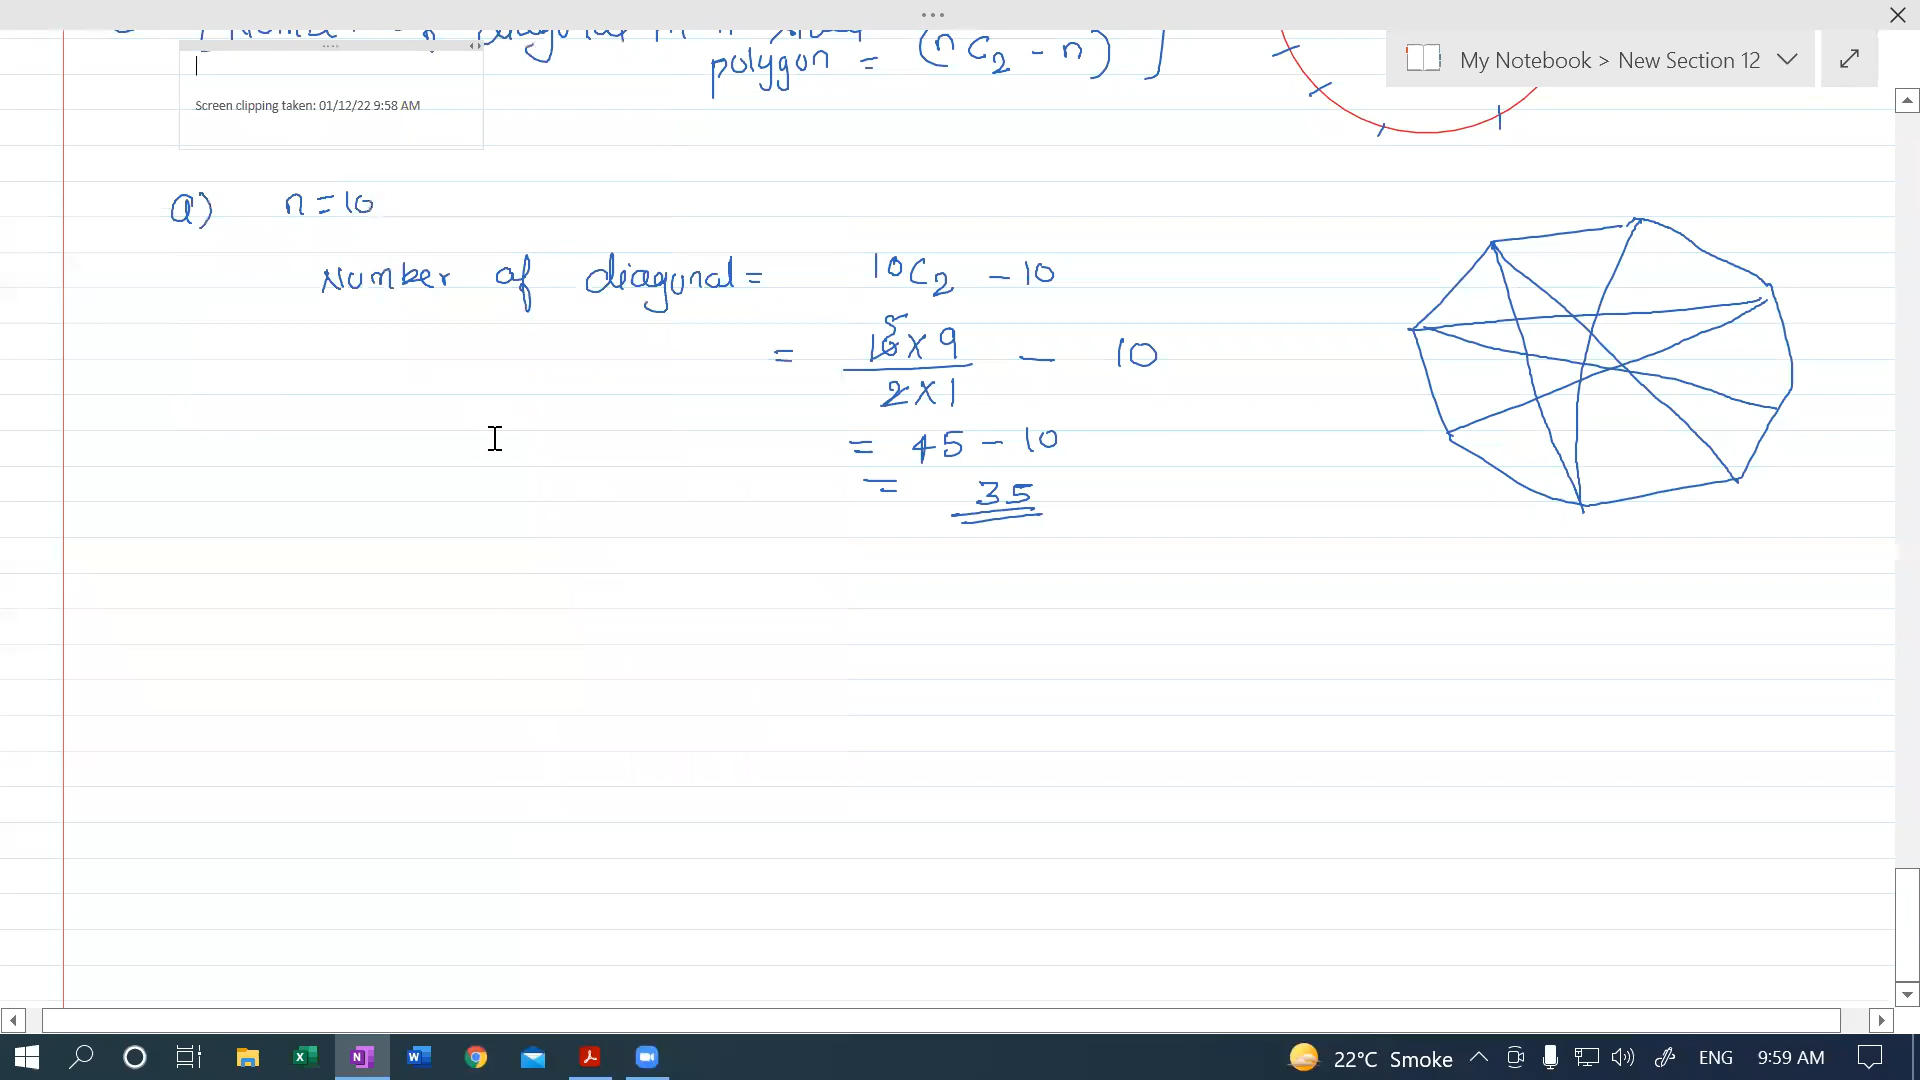 polygon = (nC₂ - n) ]
My Notebook > New Section 12
Screen clipping taken: 01/12/22 9:58 AM
a) n = 10
Number of diagonal = 10C₂ - 10
= 5
10 x 9 - 10
2 x 1
= 45 - 10
= 35
22°C Smoke
ENG
9:59 AM